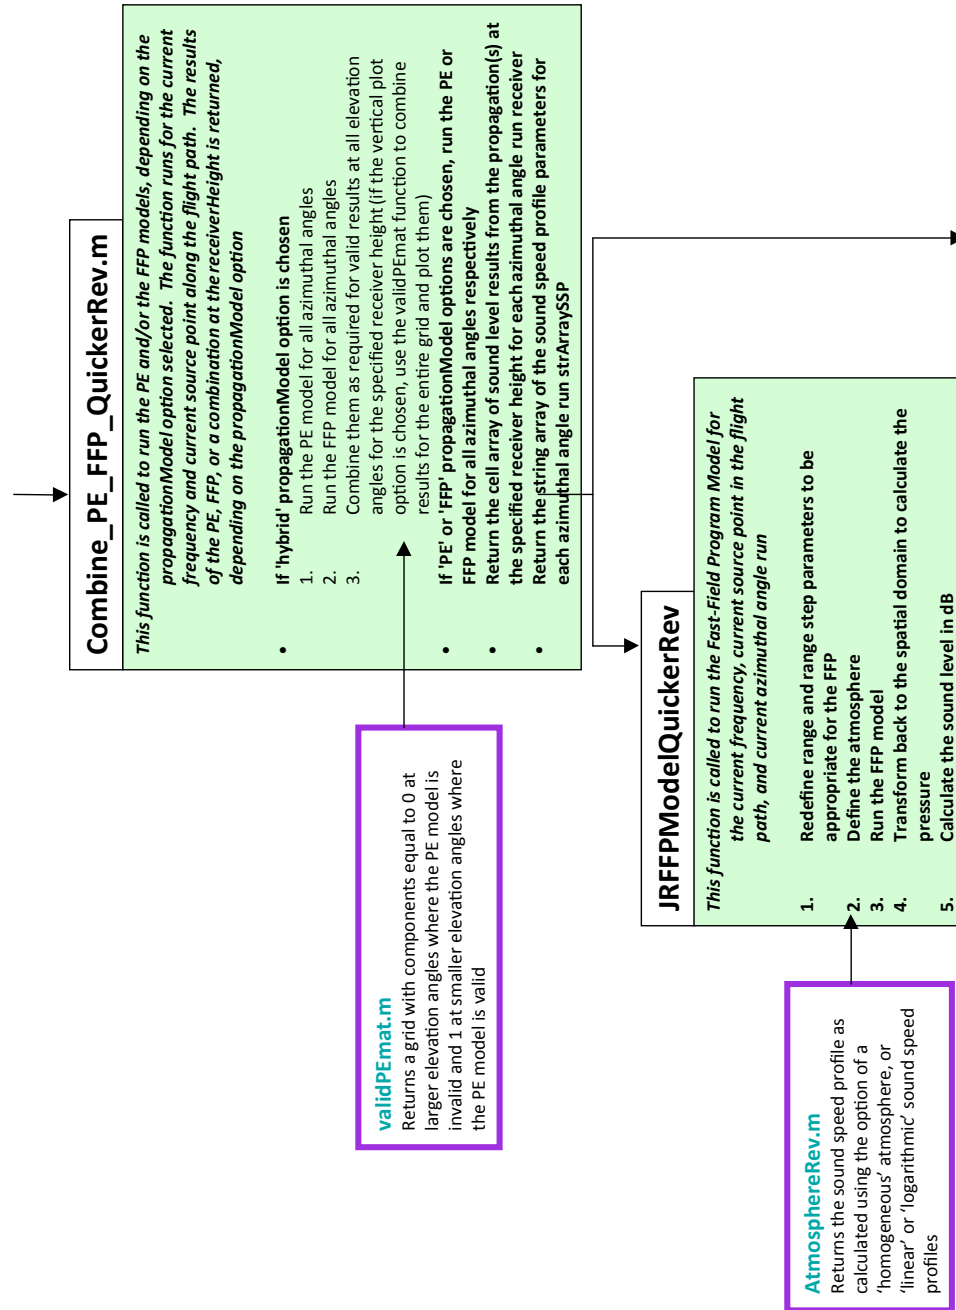 Combine_PE_FFP_QuickerRev.m
This function is called to run the PE and/or the FFP models, depending on the
propagationModel option selected.  The function runs for the current
frequency and current source point along the flight path.  The results
of the PE, FFP, or a combination at the receiverHeight is returned,
depending on the propagationModel option
• If 'hybrid' propagationModel option is chosen
1. Run the PE model for all azimuthal angles
2. Run the FFP model for all azimuthal angles
3. Combine them as required for valid results at all elevation
angles for the specified receiver height (if the vertical plot
option is chosen, use the validPEmat function to combine
results for the entire grid and plot them)
• If 'PE' or 'FFP' propagationModel options are chosen, run the PE or
FFP model for all azimuthal angles respectively
• Return the cell array of sound level results from the propagation(s) at
the specified receiver height for each azimuthal angle run receiver
• Return the string array of the sound speed profile parameters for
each azimuthal angle run strArraySSP
validPEmat.m
Returns a grid with components equal to 0 at
larger elevation angles where the PE model is
invalid and 1 at smaller elevation angles where
the PE model is valid
JRFFPModelQuickerRev
This function is called to run the Fast-Field Program Model for
the current frequency, current source point in the flight
path, and current azimuthal angle run
1. Redefine range and range step parameters to be
appropriate for the FFP
2. Define the atmosphere
3. Run the FFP model
4. Transform back to the spatial domain to calculate the
pressure
5. Calculate the sound level in dB
AtmosphereRev.m
Returns the sound speed profile as
calculated using the option of a
‘homogeneous’ atmosphere, or
‘linear’ or ‘logarithmic’ sound speed
profiles